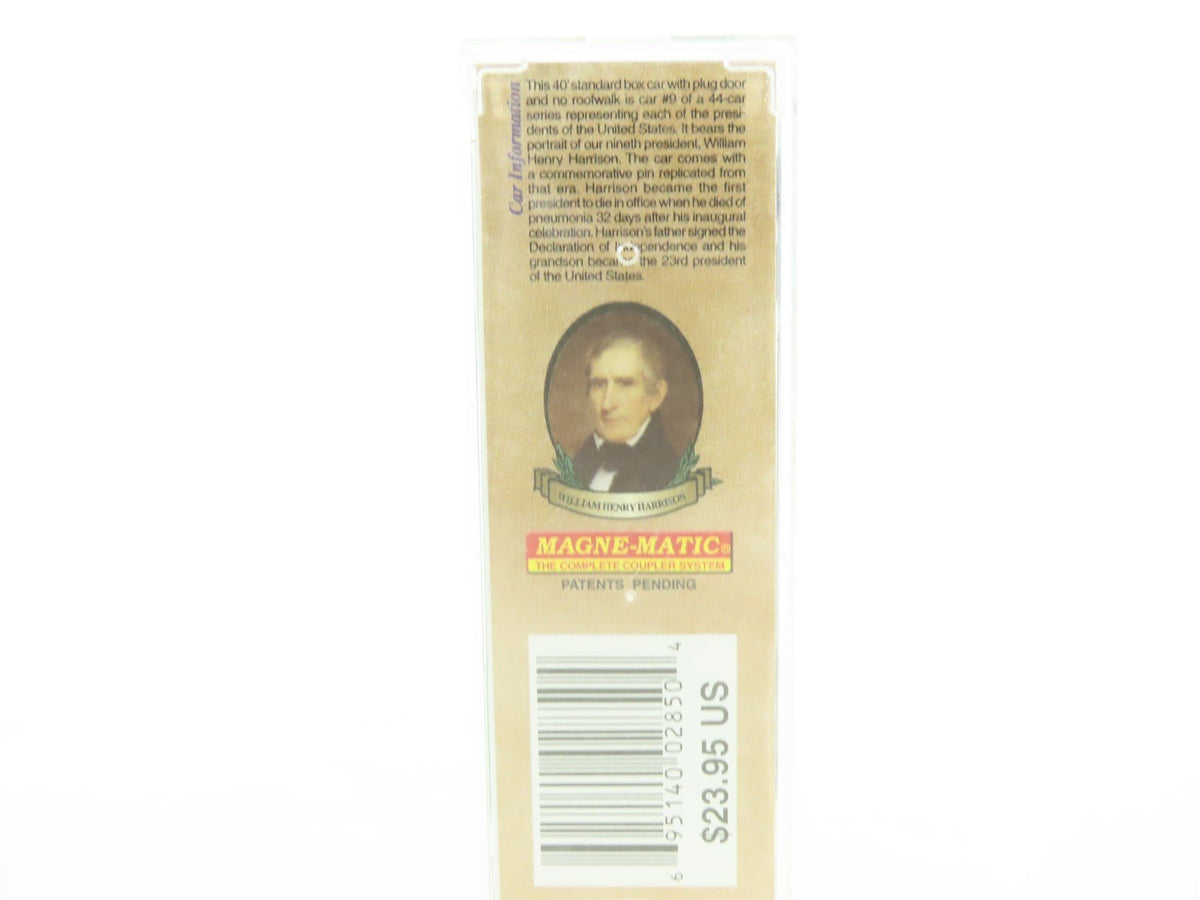 Car Information
This 40' standard box car with plug door
and no roofwalk is car #9 of a 44-car
series representing each of the presi-
dents of the United States. It bears the
portrait of our nineth president, William
Henry Harrison. The car comes with
a commemorative pin replicated from
that era. Harrison became the first
president to die in office when he died of
pneumonia 32 days after his inaugural
celebration. Harrison's father signed the
Declaration of Independence and his
grandson became the 23rd president
of the United States.
WILLIAM HENRY HARRISON
MAGNE-MATIC®
THE COMPLETE COUPLER SYSTEM
PATENTS PENDING
6 95140 02850 4
$23.95 US